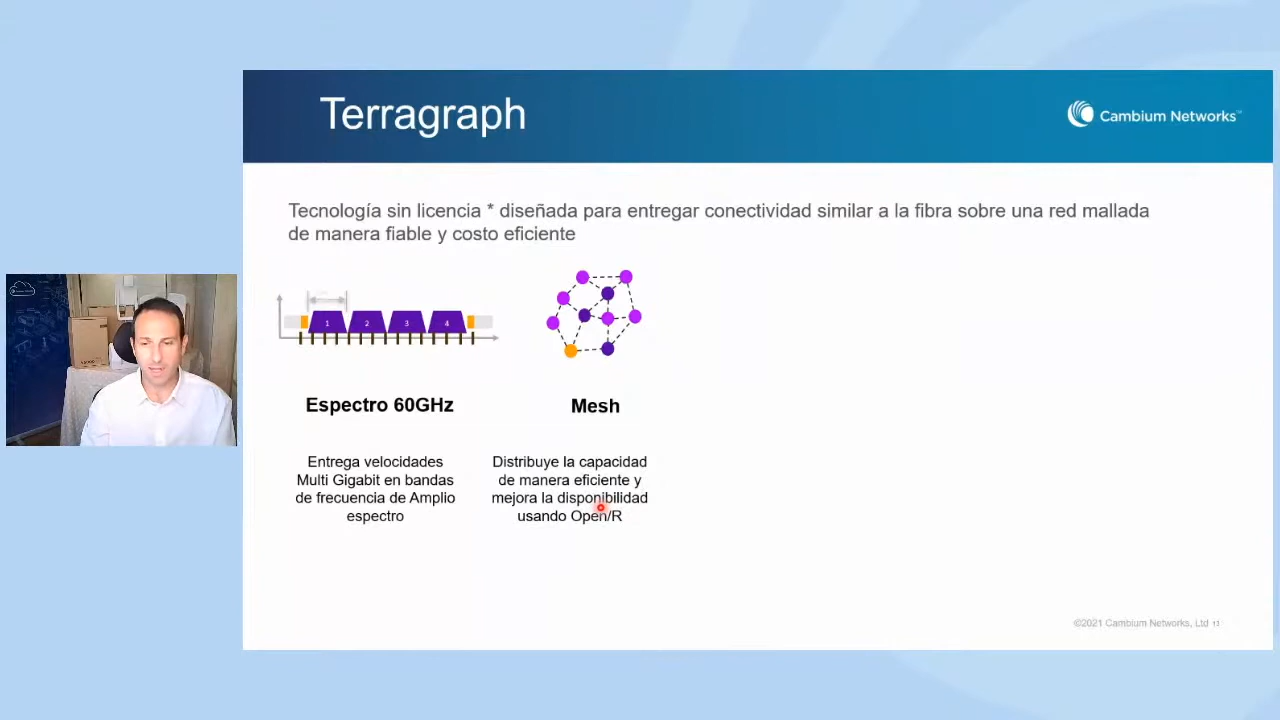 Terragraph
Cambium Networks™
Tecnología sin licencia * diseñada para entregar conectividad similar a la fibra sobre una red mallada
de manera fiable y costo eficiente
1 2 3 4
Espectro 60GHz
Mesh
Entrega velocidades
Multi Gigabit en bandas
de frecuencia de Amplio
espectro
Distribuye la capacidad
de manera eficiente y
mejora la disponibilidad
usando Open/R
©2021 Cambium Networks, Ltd 11